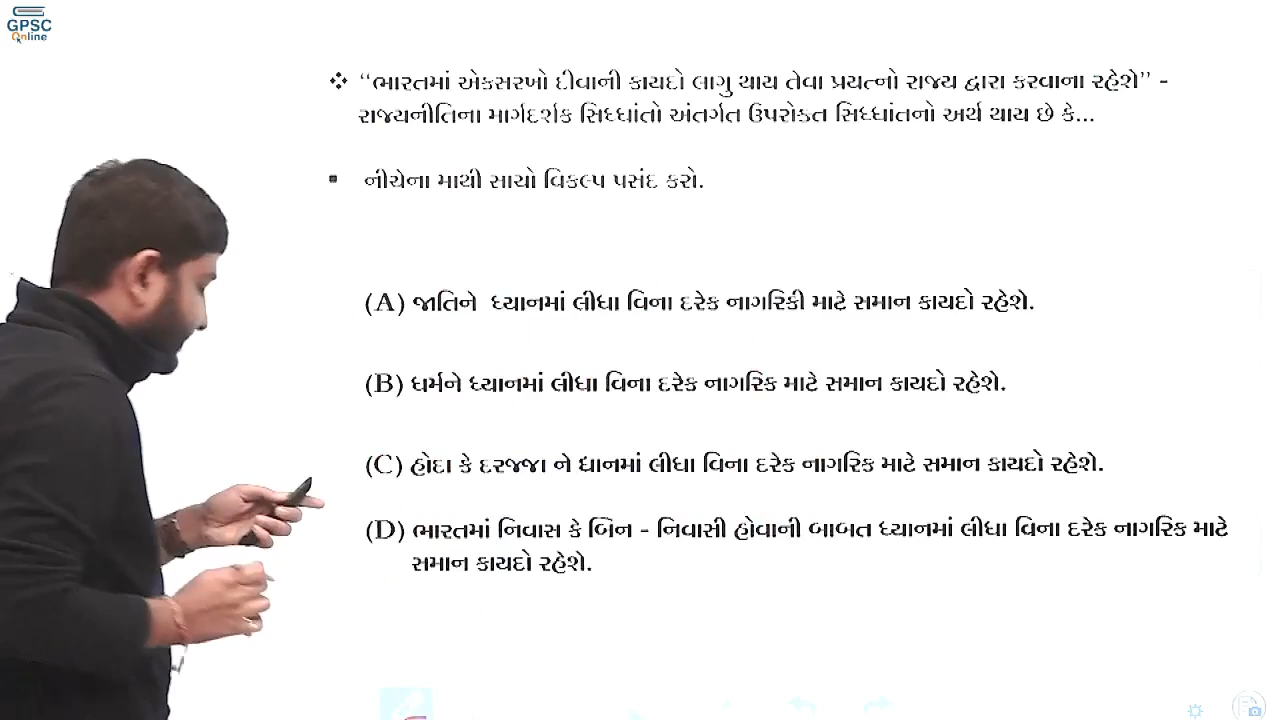 GPSC
Online
❖ “ભારતમાં એકસરખો દીવાની કાયદો લાગુ થાય તેવા પ્રયત્નો રાજ્ય દ્વારા કરવાના રહેશે” -
રાજ્યનીતિના માર્ગદર્શક સિધ્ધાંતો અંતર્ગત ઉપરોકત સિધ્ધાંતનો અર્થ થાય છે કે...
▪ નીચેના માથી સાચો વિકલ્પ પસંદ કરો.
(A) જાતિને ધ્યાનમાં લીધા વિના દરેક નાગરિકી માટે સમાન કાયદો રહેશે.
(B) ધર્મને ધ્યાનમાં લીધા વિના દરેક નાગરિક માટે સમાન કાયદો રહેશે.
(C) હોદા કે દરજ્જા ને ધાનમાં લીધા વિના દરેક નાગરિક માટે સમાન કાયદો રહેશે.
(D) ભારતમાં નિવાસ કે બિન - નિવાસી હોવાની બાબત ધ્યાનમાં લીધા વિના દરેક નાગરિક માટે
સમાન કાયદો રહેશે.